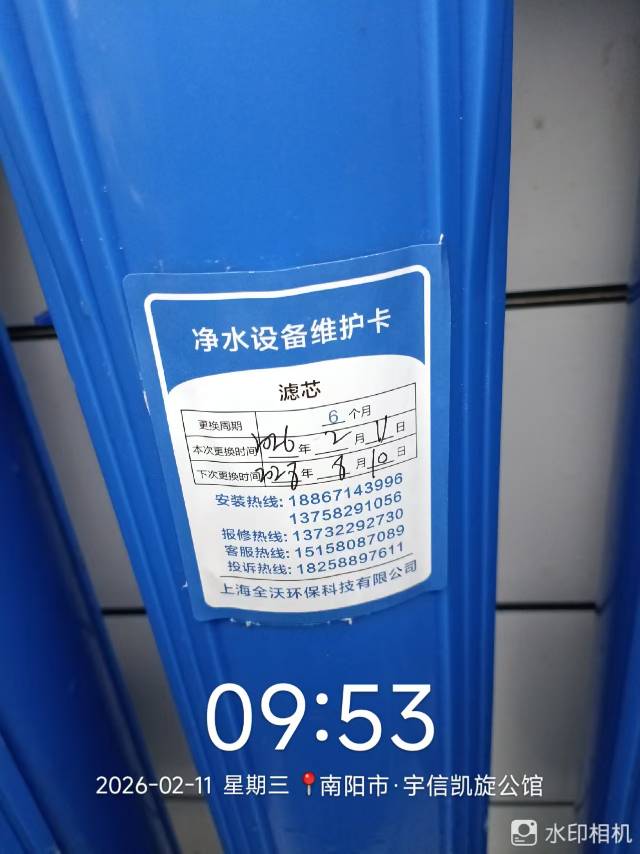 净水设备维护卡
滤芯
更换周期 6 个月
本次更换时间 2026 年 2 月 11 日
下次更换时间 年 8 月 10 日
安装热线: 18867143996
13758291056
报修热线: 13732292730
客服热线: 15158087089
投诉热线: 18258897611
上海全沃环保科技有限公司
09:53
2026-02-11 星期三 📍南阳市·宇信凯旋公馆
水印相机